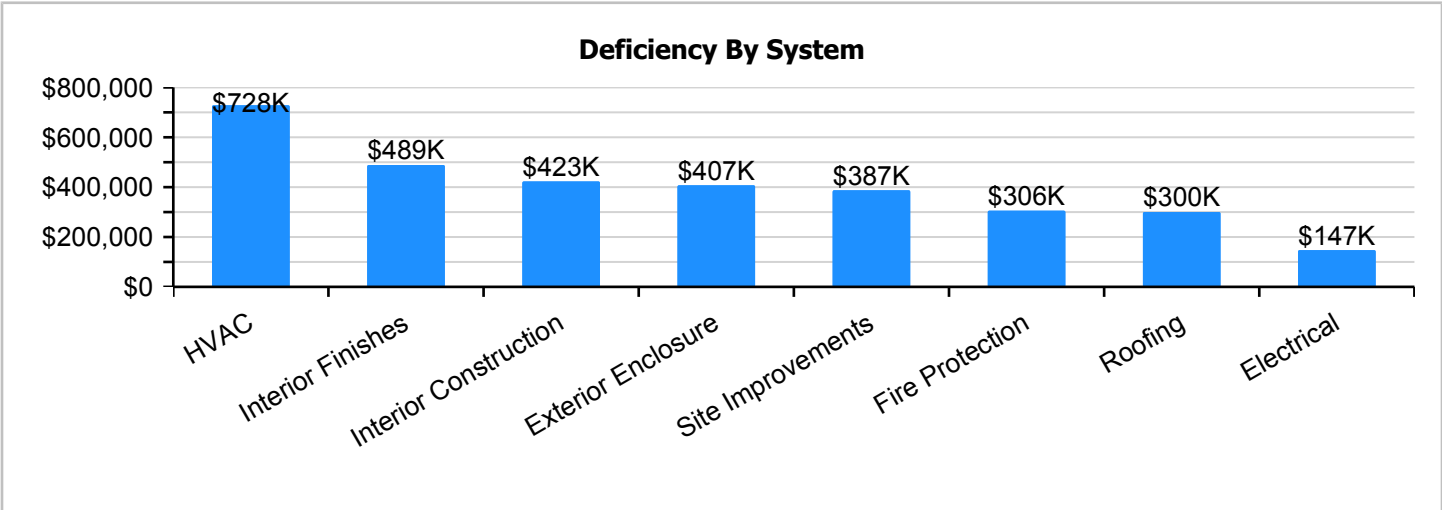 Deficiency By System
$800,000
$600,000
$400,000
$200,000
$0
$728K
$489K
$423K
$407K
$387K
$306K
$300K
$147K
HVAC
Interior Finishes
Interior Construction
Exterior Enclosure
Site Improvements
Fire Protection
Roofing
Electrical